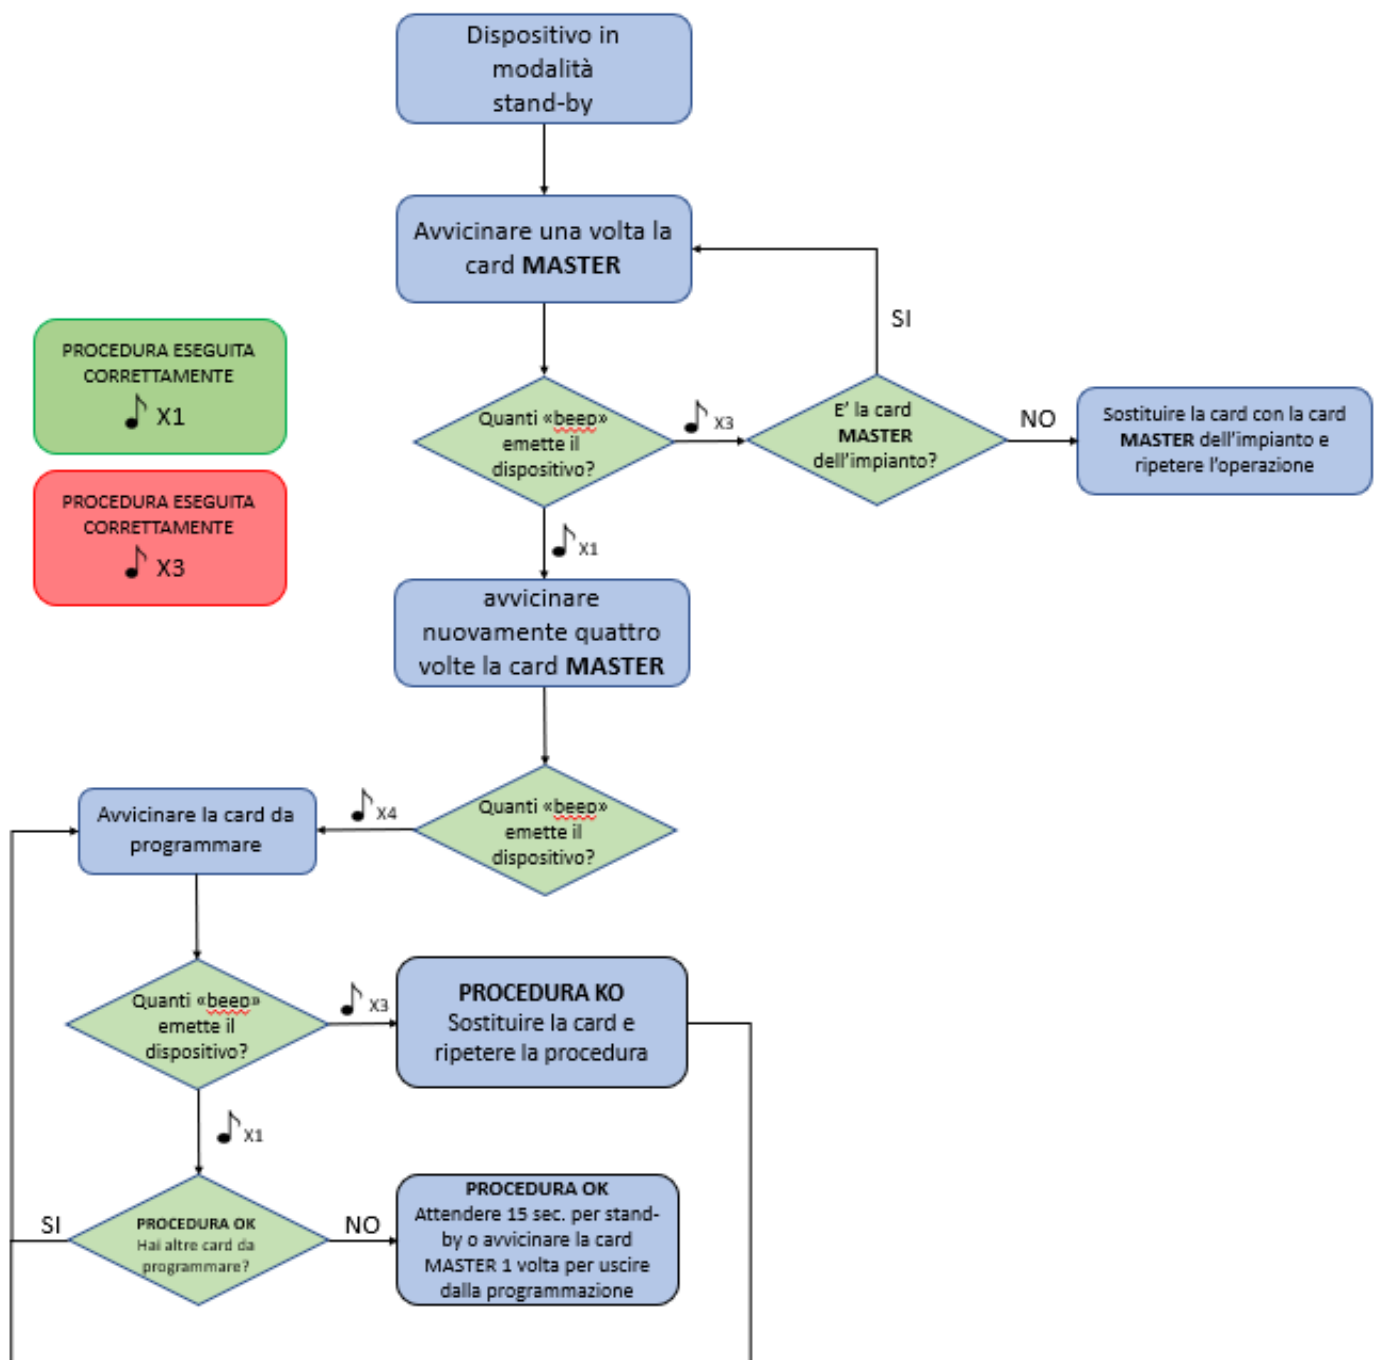 Dispositivo in
modalità
stand-by
Avvicinare una volta la
card MASTER
SI
PROCEDURA ESEGUITA
CORRETTAMENTE
X1
PROCEDURA ESEGUITA
CORRETTAMENTE
X3
Quanti «beep»
emette il
dispositivo?
X3
E’ la card
MASTER
dell’impianto?
NO
Sostituire la card con la card
MASTER dell’impianto e
ripetere l’operazione
X1
avvicinare
nuovamente quattro
volte la card MASTER
Quanti «beep»
emette il
dispositivo?
X4
Avvicinare la card da
programmare
Quanti «beep»
emette il
dispositivo?
X3
PROCEDURA KO
Sostituire la card e
ripetere la procedura
X1
SI
PROCEDURA OK
Hai altre card da
programmare?
NO
PROCEDURA OK
Attendere 15 sec. per stand-
by o avvicinare la card
MASTER 1 volta per uscire
dalla programmazione